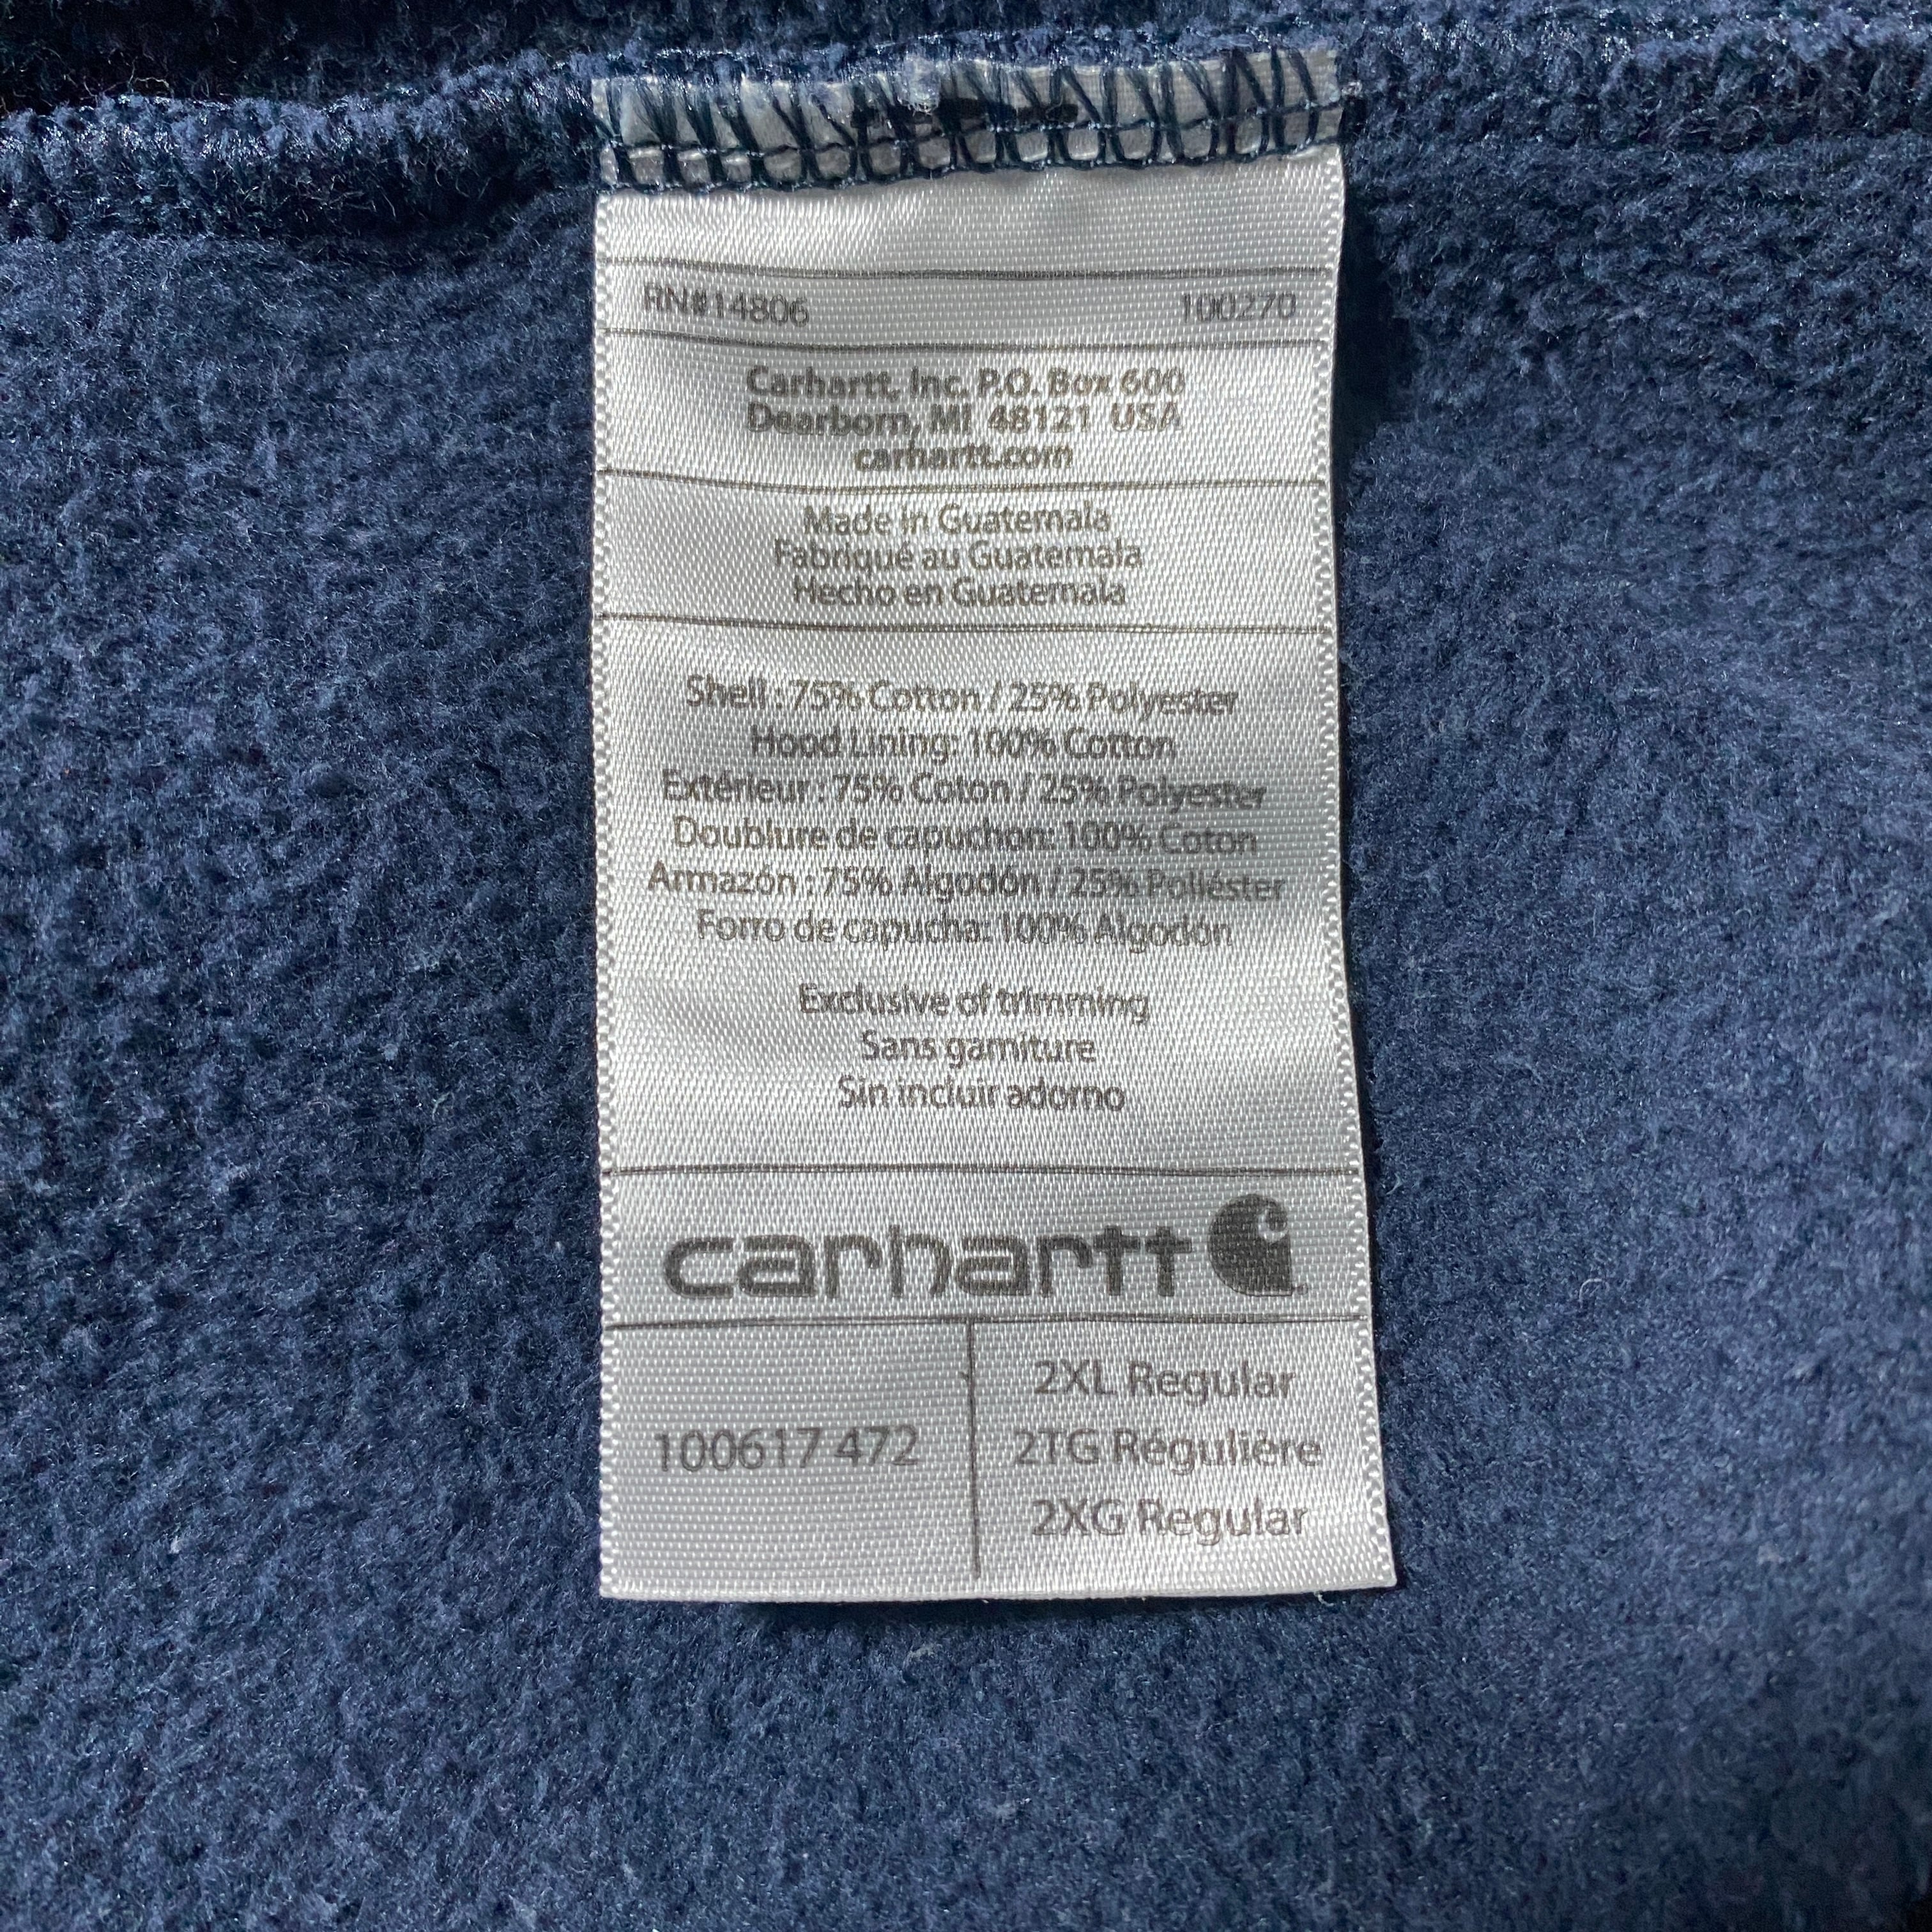 RN#14806 100270
Carhartt, Inc. P.O. Box 600
Dearborn, MI 48121 USA
carhartt.com
Made in Guatemala
Fabriqué au Guatemala
Hecho en Guatemala
Shell : 75% Cotton / 25% Polyester
Hood Lining: 100% Cotton
Extérieur : 75% Coton / 25% Polyester
Doublure de capuchon: 100% Coton
Armazón : 75% Algodón / 25% Poliéster
Forro de capucha: 100% Algodón
Exclusive of trimming
Sans garniture
Sin incluir adorno
carhartt
100617 472
2XL Regular
2TG Régulière
2XG Regular